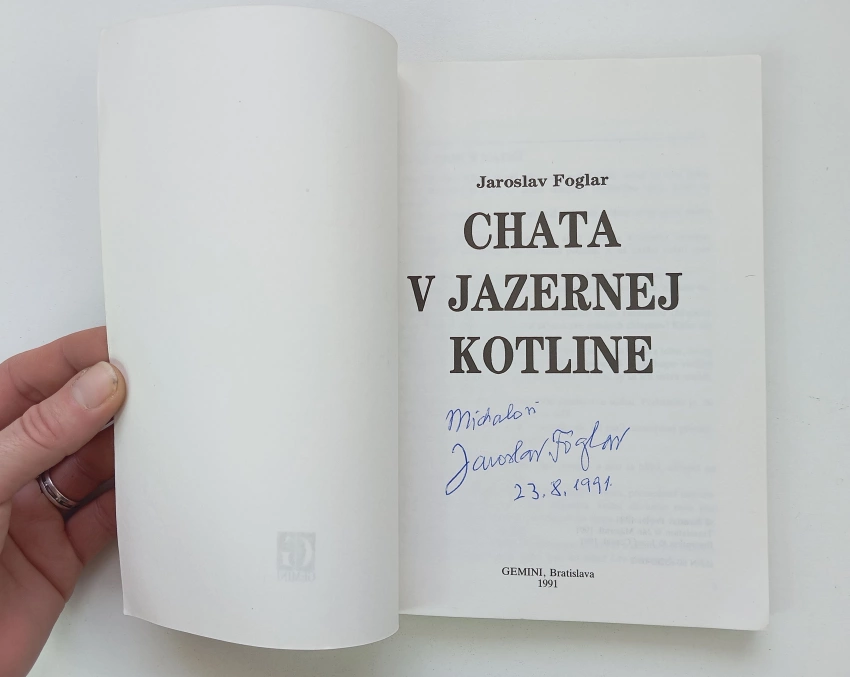 Jaroslav Foglar
CHATA
V JAZERNEJ
KOTLINE
Michalovi
Jaroslav Foglar
23.8.1991
GEMINI, Bratislava
1991